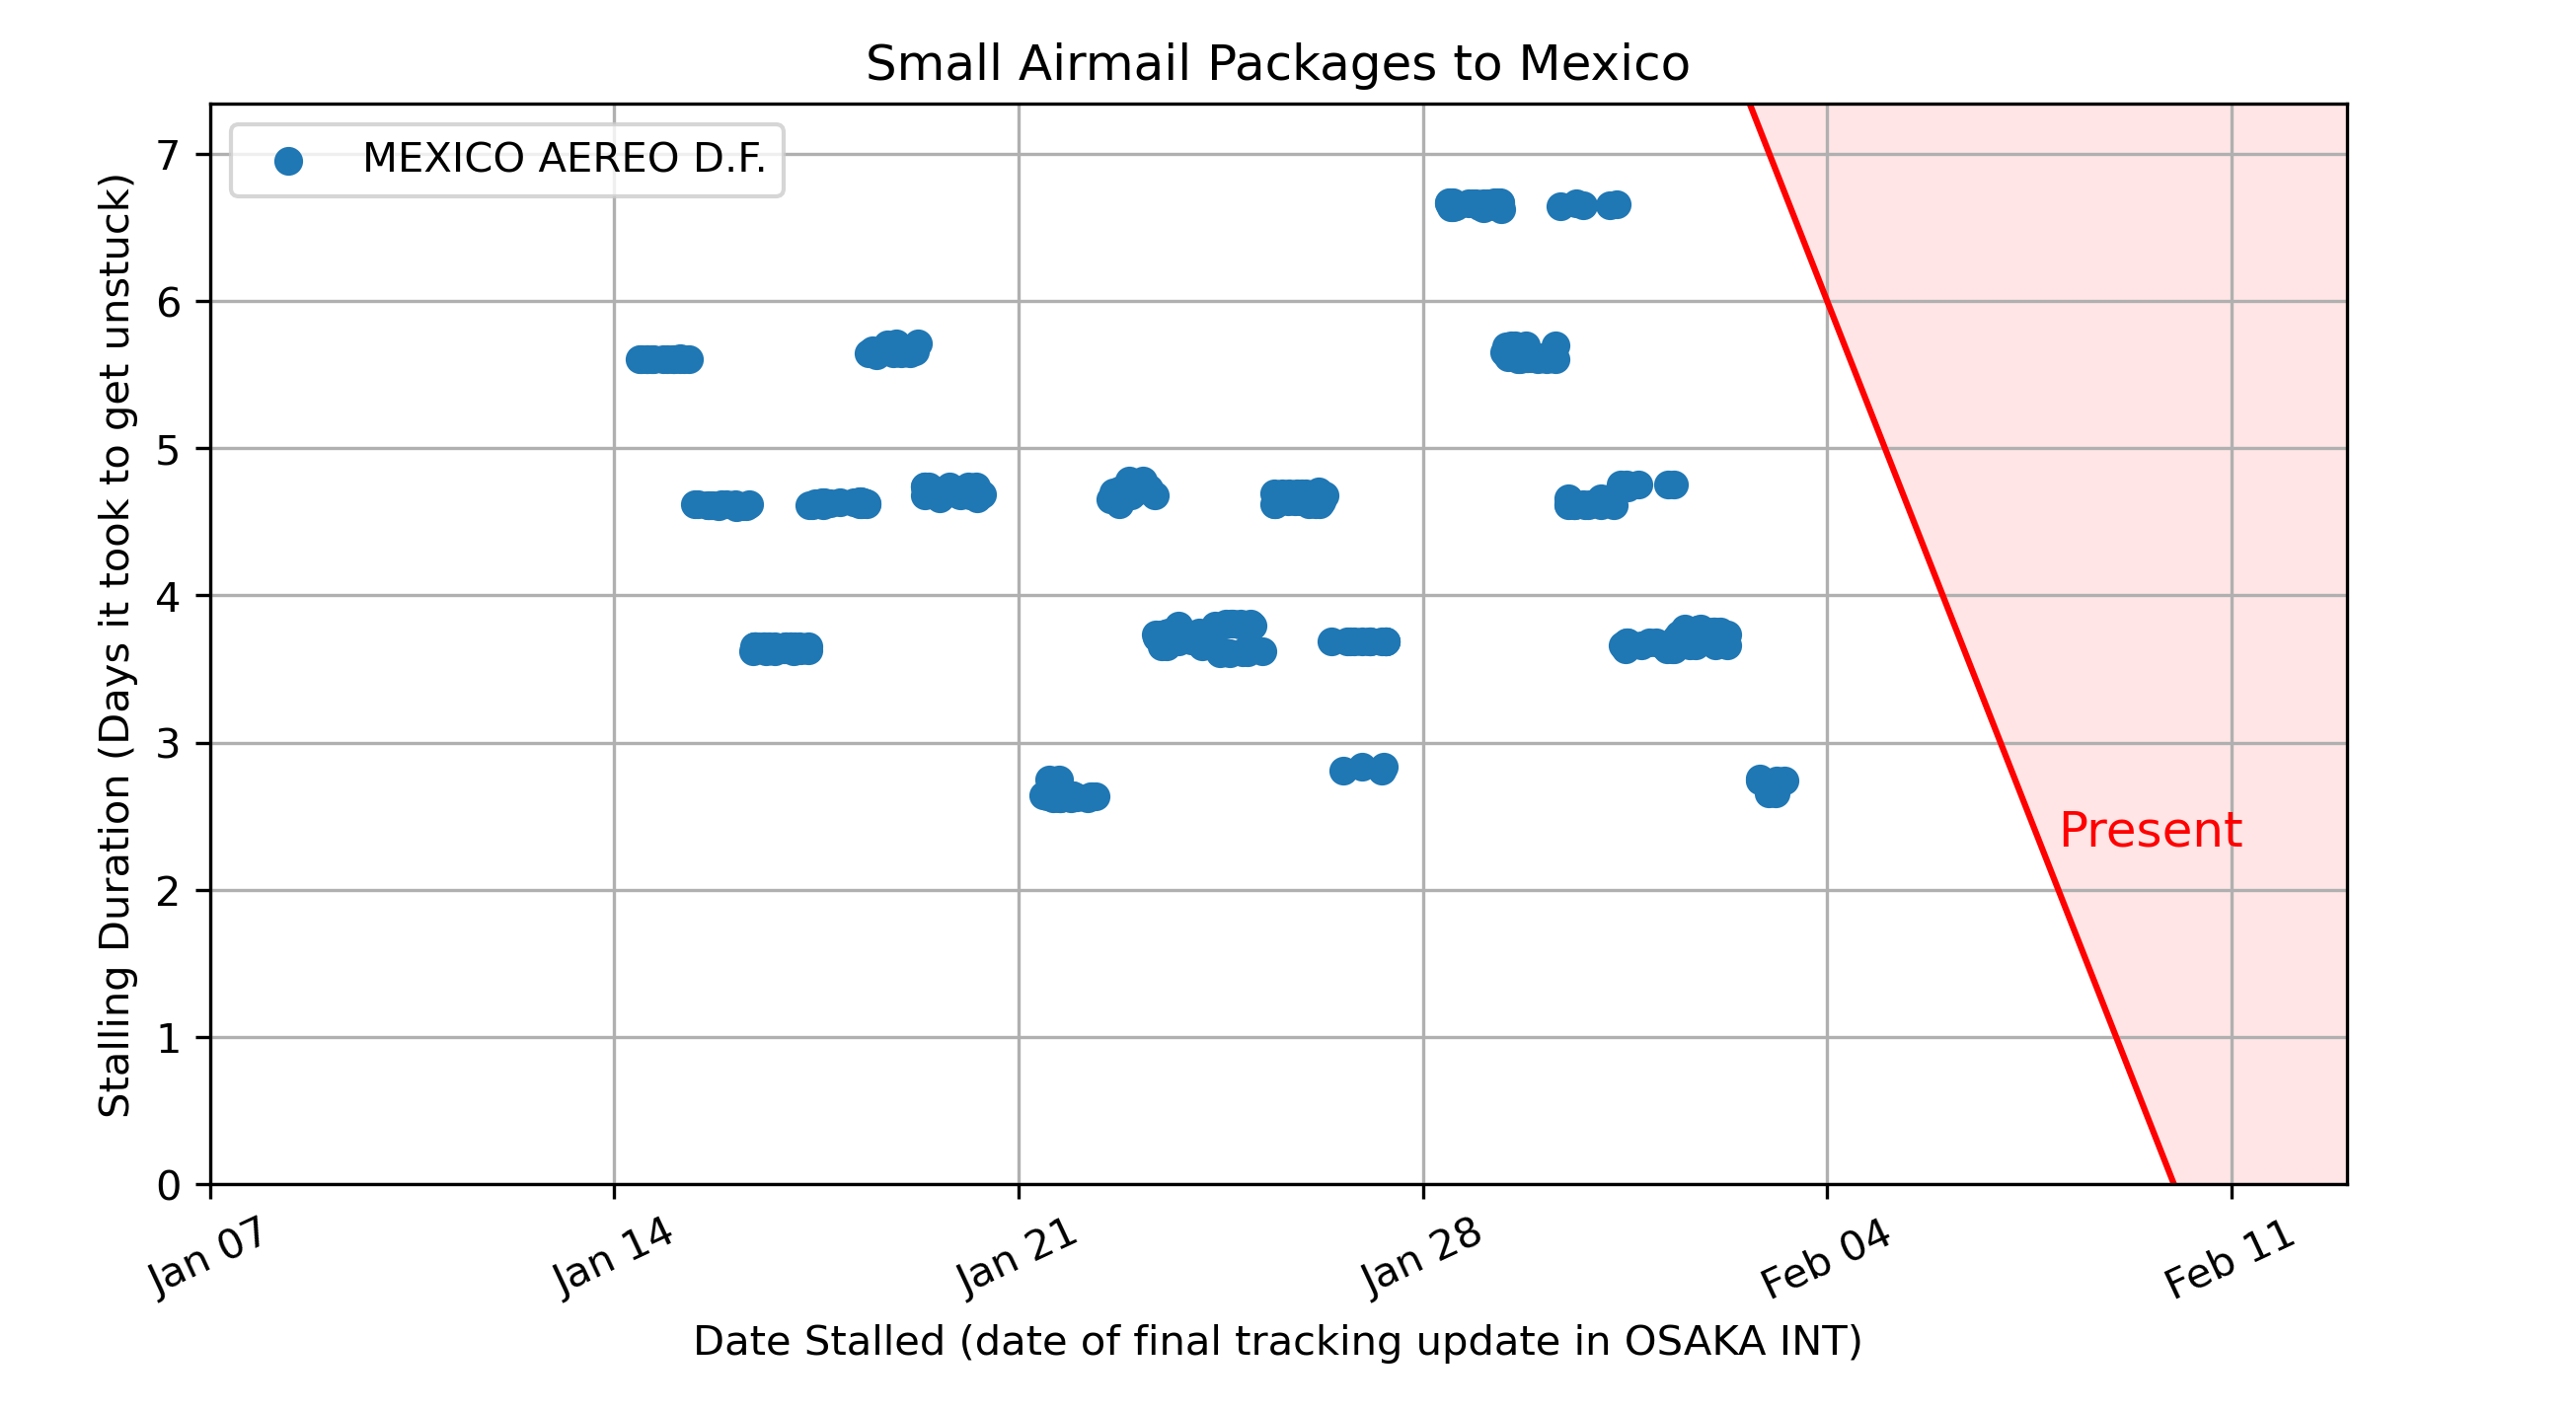 Small Airmail Packages to Mexico
MEXICO AEREO D.F.
Stalling Duration (Days it took to get unstuck)
7
6
5
4
3
2
1
0
Present
Jan 07
Jan 14
Jan 21
Jan 28
Feb 04
Feb 11
Date Stalled (date of final tracking update in OSAKA INT)